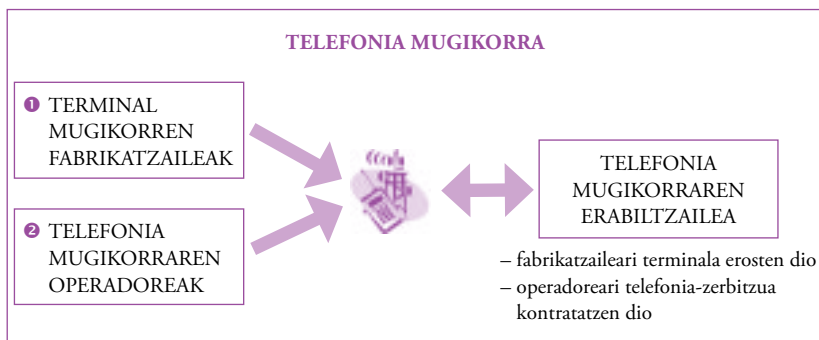 TELEFONIA MUGIKORRA
❶ TERMINAL
MUGIKORREN
FABRIKATZAILEAK
❷ TELEFONIA
MUGIKORRAREN
OPERADOREAK
TELEFONIA
MUGIKORRAREN
ERABILTZAILEA
– fabrikatzaileari terminala erosten dio
– operadoreari telefonia-zerbitzua
kontratatzen dio